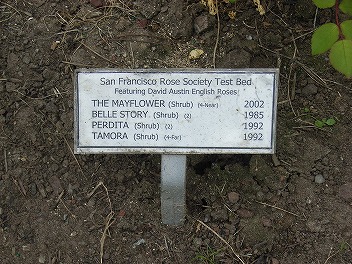 San Francisco Rose Society Test Bed
Featuring David Austin English Roses
THE MAYFLOWER (Shrub) (4-Near) 2002
BELLE STORY (Shrub) (2) 1985
PERDITA (Shrub) (2) 1992
TAMORA (Shrub) (4-Far) 1992